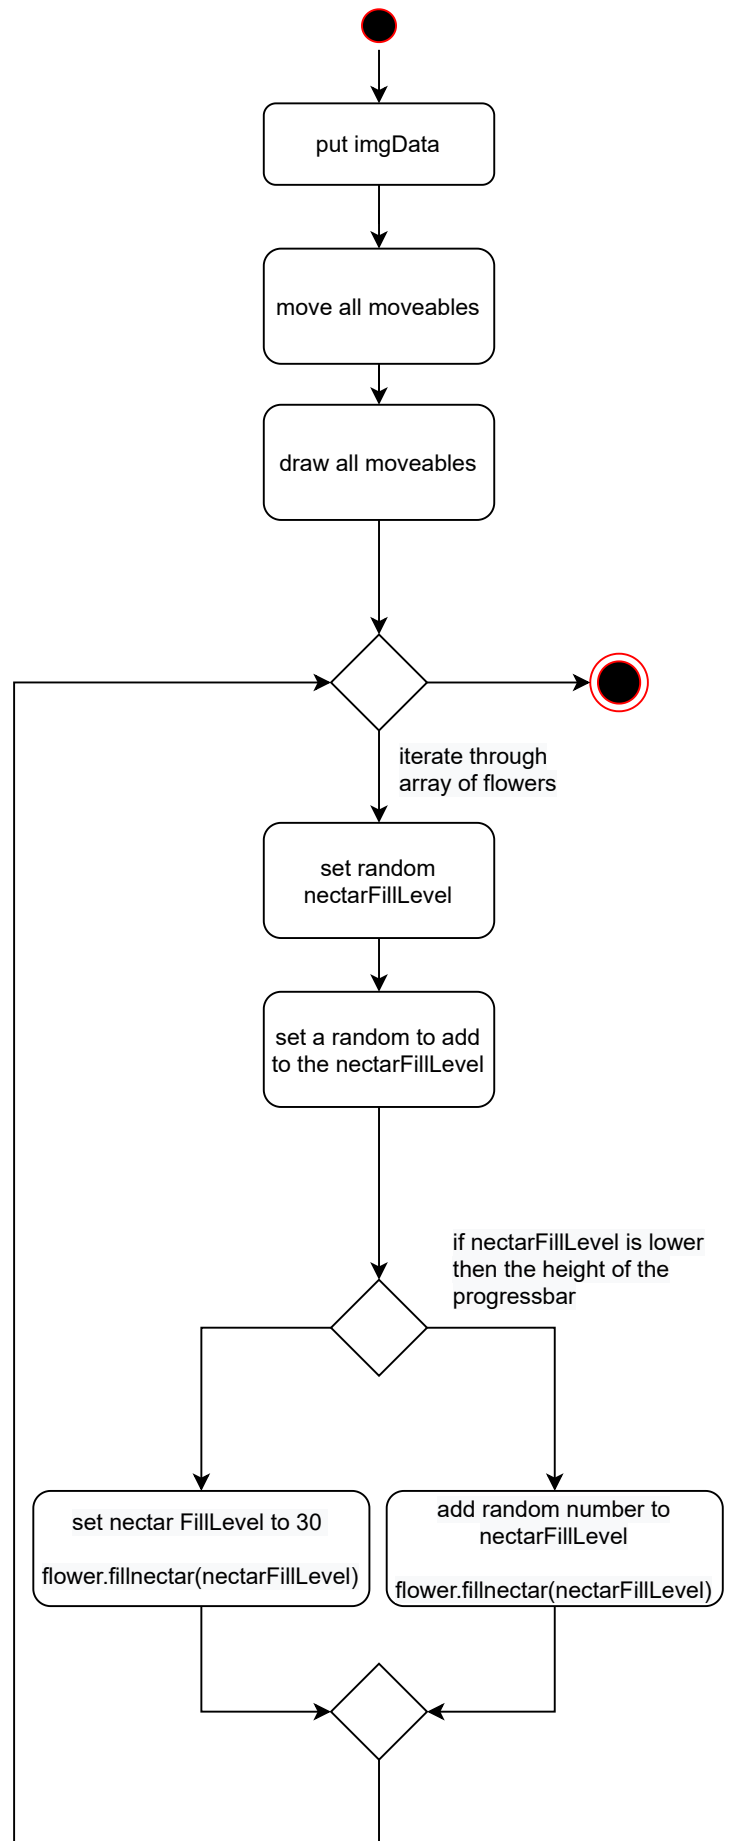 put imgData
move all moveables
draw all moveables
iterate through
array of flowers
set random
nectarFillLevel
set a random to add
to the nectarFillLevel
if nectarFillLevel is lower
then the height of the
progressbar
set nectar FillLevel to 30
flower.fillnectar(nectarFillLevel)
add random number to
nectarFillLevel
flower.fillnectar(nectarFillLevel)